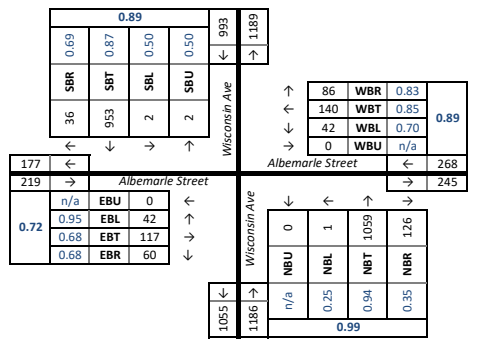 0.89
0.69 0.87 0.50 0.50
SBR SBT SBL SBU
36 953 2 2
← ↓ → ↑
993 1189
↓ ↑
Wisconsin Ave
↑ 86 WBR 0.83
← 140 WBT 0.85
↓ 42 WBL 0.70
→ 0 WBU n/a
0.89
Albemarle Street
177 ←
← 268
219 →
→ 245
Albemarle Street
n/a EBU 0 ←
0.95 EBL 42 ↑
0.68 EBT 117 →
0.68 EBR 60 ↓
0.72
Wisconsin Ave
↓ ← ↑ →
0 1 1059 126
NBU NBL NBT NBR
n/a 0.25 0.94 0.35
0.99
↓ ↑
1055 1186